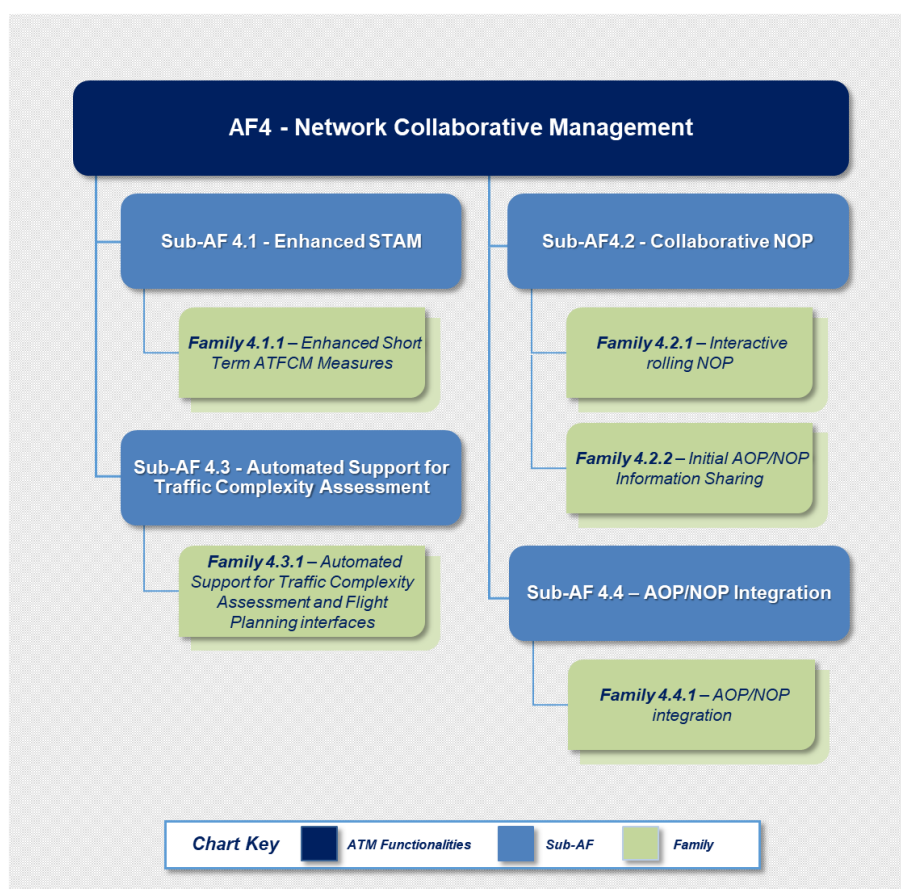 AF4 - Network Collaborative Management
Sub-AF 4.1 - Enhanced STAM
Family 4.1.1 – Enhanced Short
Term ATFCM Measures
Sub-AF 4.3 - Automated Support for
Traffic Complexity Assessment
Family 4.3.1 – Automated
Support for Traffic Complexity
Assessment and Flight
Planning interfaces
Sub-AF4.2 - Collaborative NOP
Family 4.2.1 – Interactive
rolling NOP
Family 4.2.2 – Initial AOP/NOP
Information Sharing
Sub-AF 4.4 – AOP/NOP Integration
Family 4.4.1 – AOP/NOP
integration
Chart Key
ATM Functionalities
Sub-AF
Family